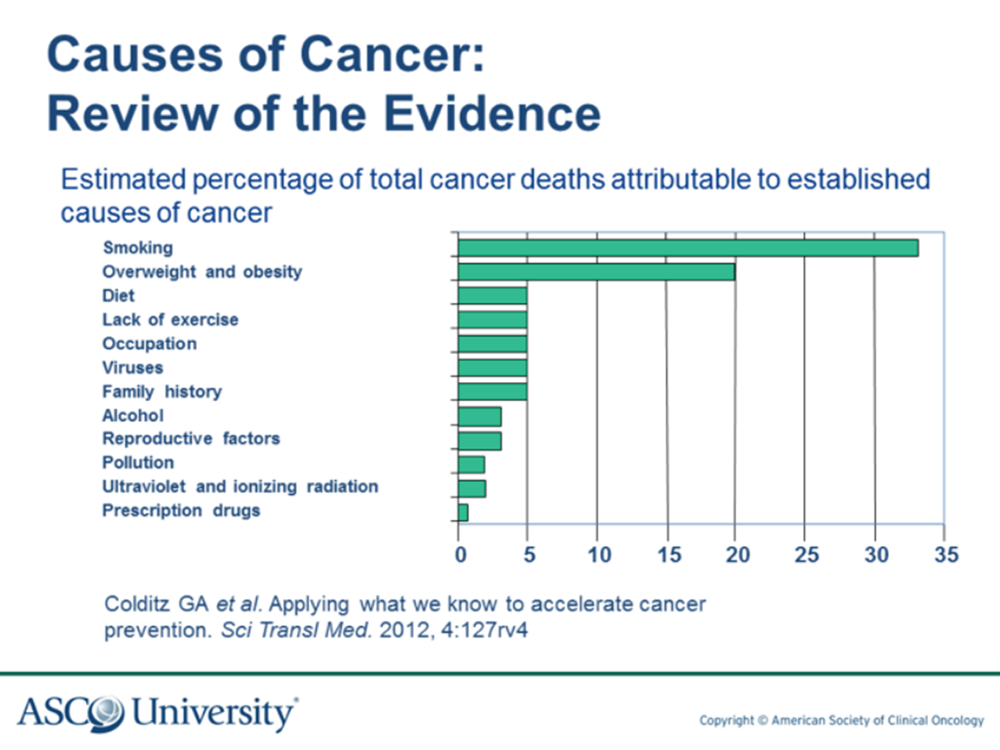 Causes of Cancer:
Review of the Evidence
Estimated percentage of total cancer deaths attributable to established
causes of cancer
Smoking
Overweight and obesity
Diet
Lack of exercise
Occupation
Viruses
Family history
Alcohol
Reproductive factors
Pollution
Ultraviolet and ionizing radiation
Prescription drugs
0 5 10 15 20 25 30 35
Colditz GA et al. Applying what we know to accelerate cancer
prevention. Sci Transl Med. 2012, 4:127rv4
ASCO University®
Copyright © American Society of Clinical Oncology